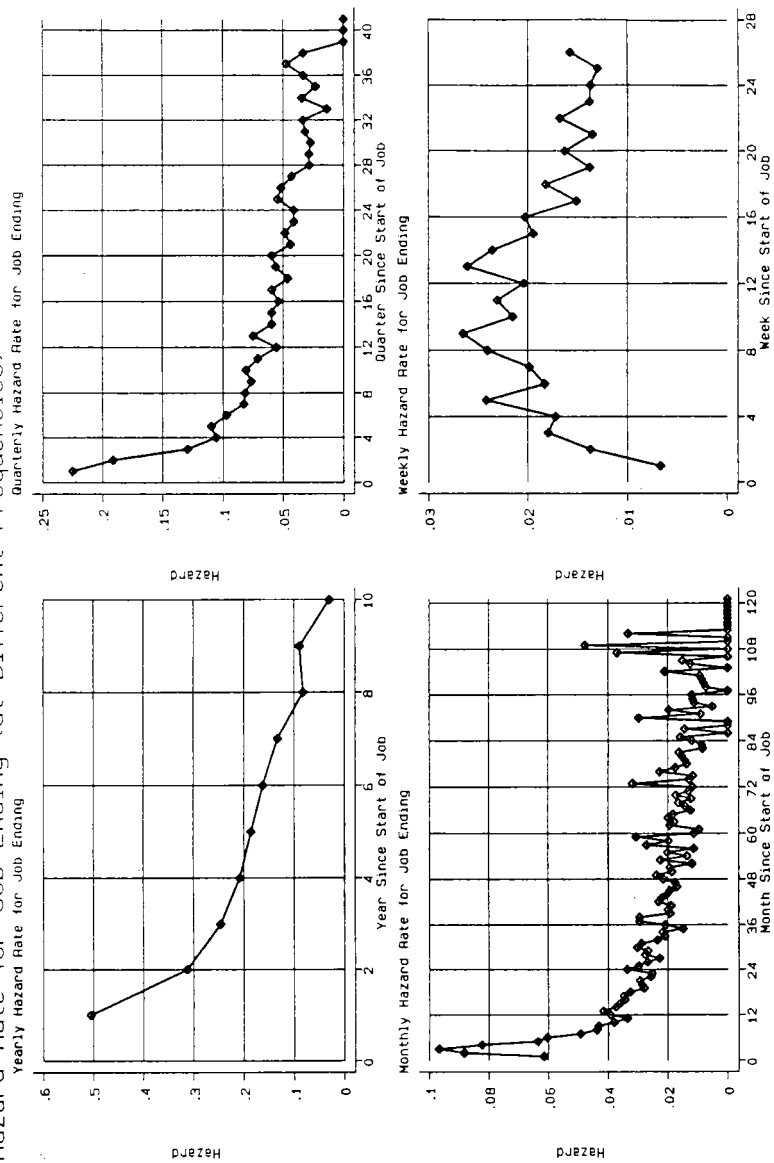 Hazard Rate for Job Ending (at Different Frequencies)
Yearly Hazard Rate for Job Ending
Hazard
.6
.5
.4
.3
.2
.1
0
0 2 4 6 8 10
Year Since Start of Job
Quarterly Hazard Rate for Job Ending
Hazard
.25
.2
.15
.1
.05
0
0 4 8 12 16 20 24 28 32 36 40
Quarter Since Start of Job
Monthly Hazard Rate for Job Ending
Hazard
.1
.08
.06
.04
.02
0
0 12 24 36 48 60 72 84 96 108 120
Month Since Start of Job
Weekly Hazard Rate for Job Ending
Hazard
.03
.02
.01
0
0 4 8 12 16 20 24 28
Week Since Start of Job